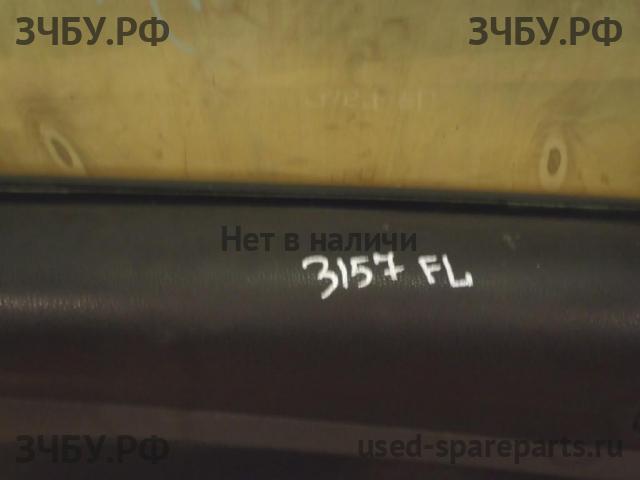 ЗЧБУ.РФ ЗЧБУ.РФ
Нет в наличи
3157 FL
ЗЧБУ.РФ used-spareparts.ru